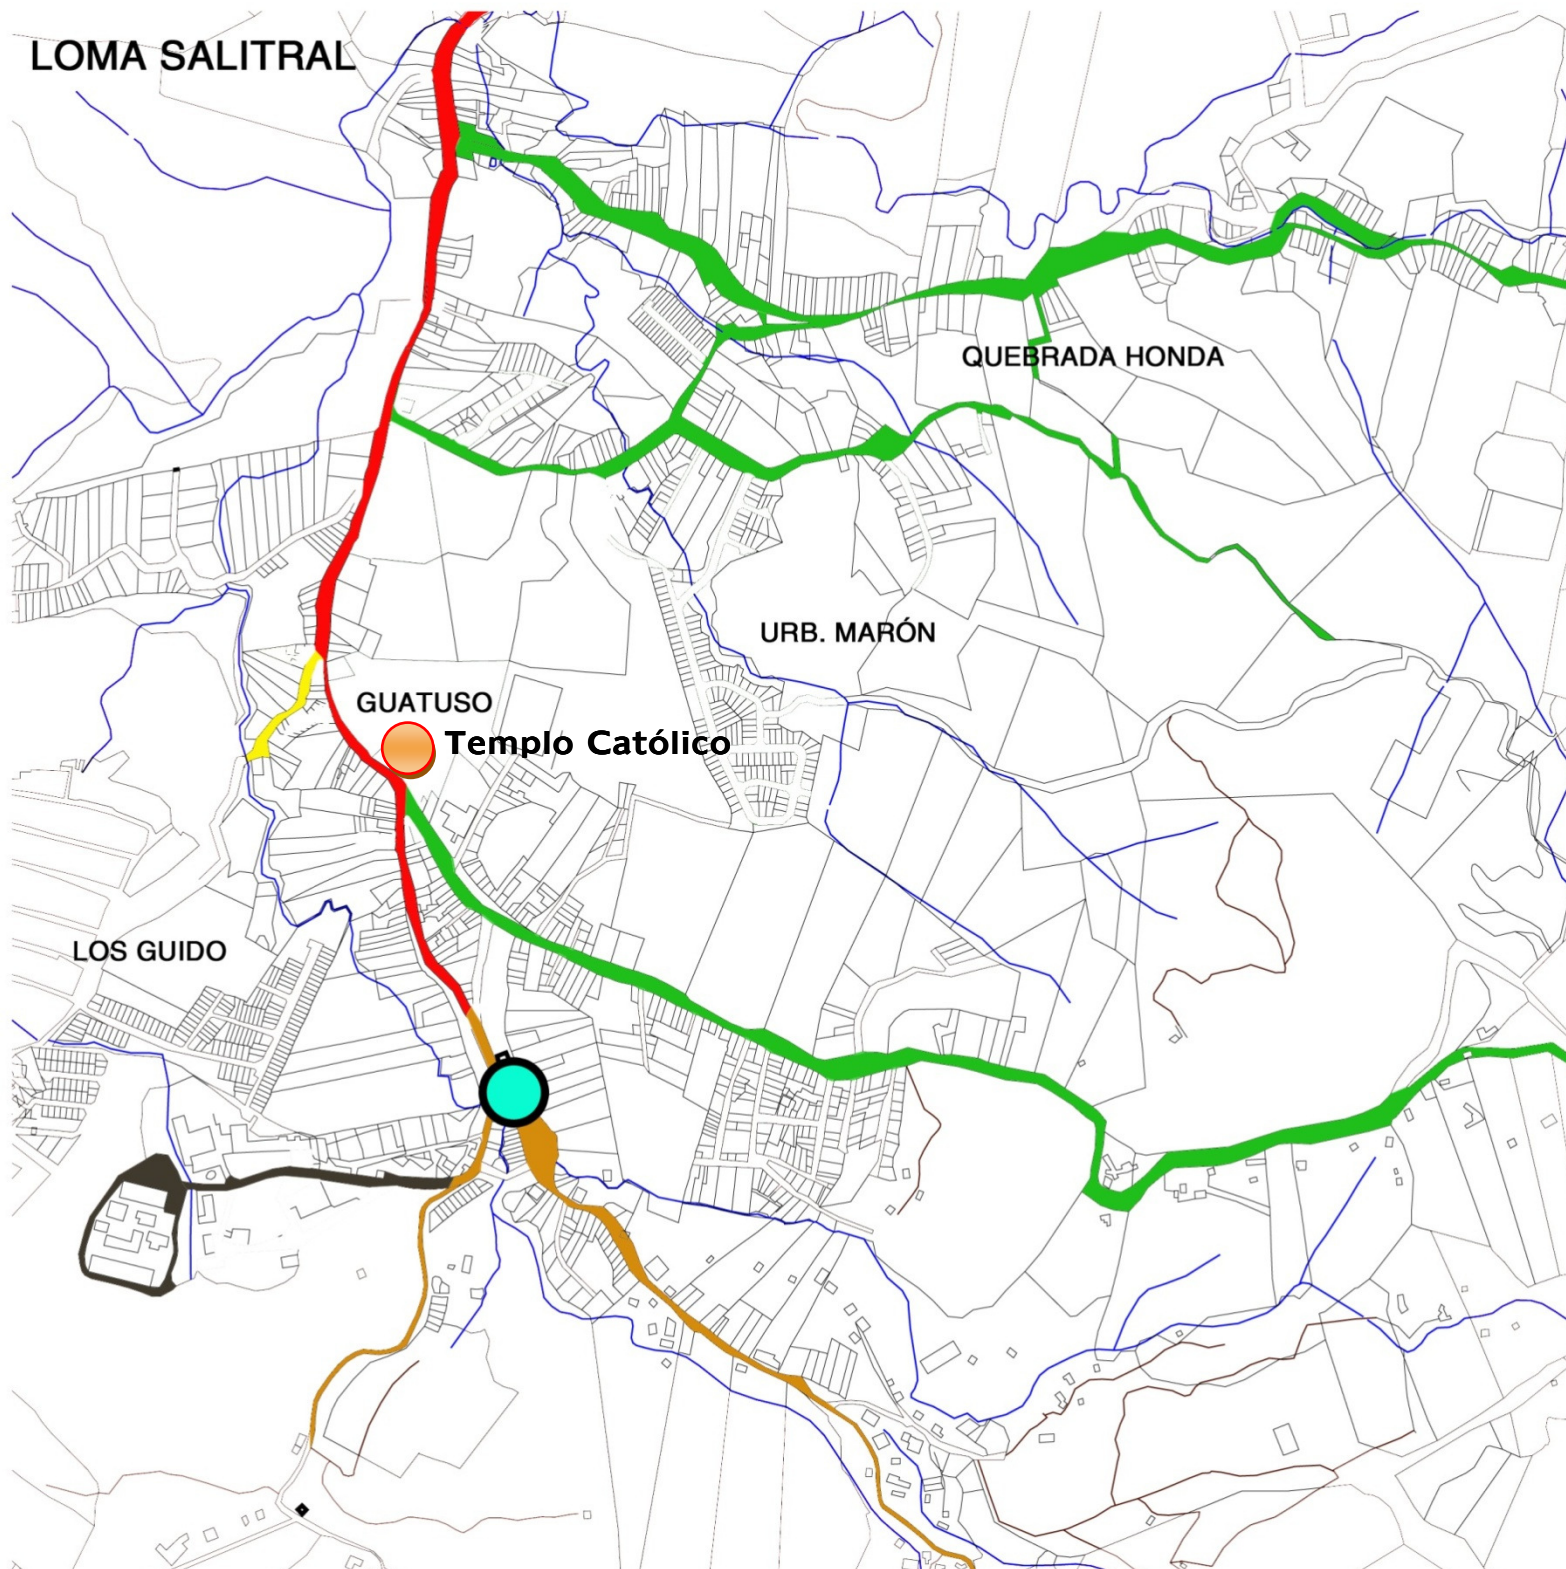 LOMA SALITRAL
QUEBRADA HONDA
URB. MARÓN
GUATUSO
Templo Católico
LOS GUIDO